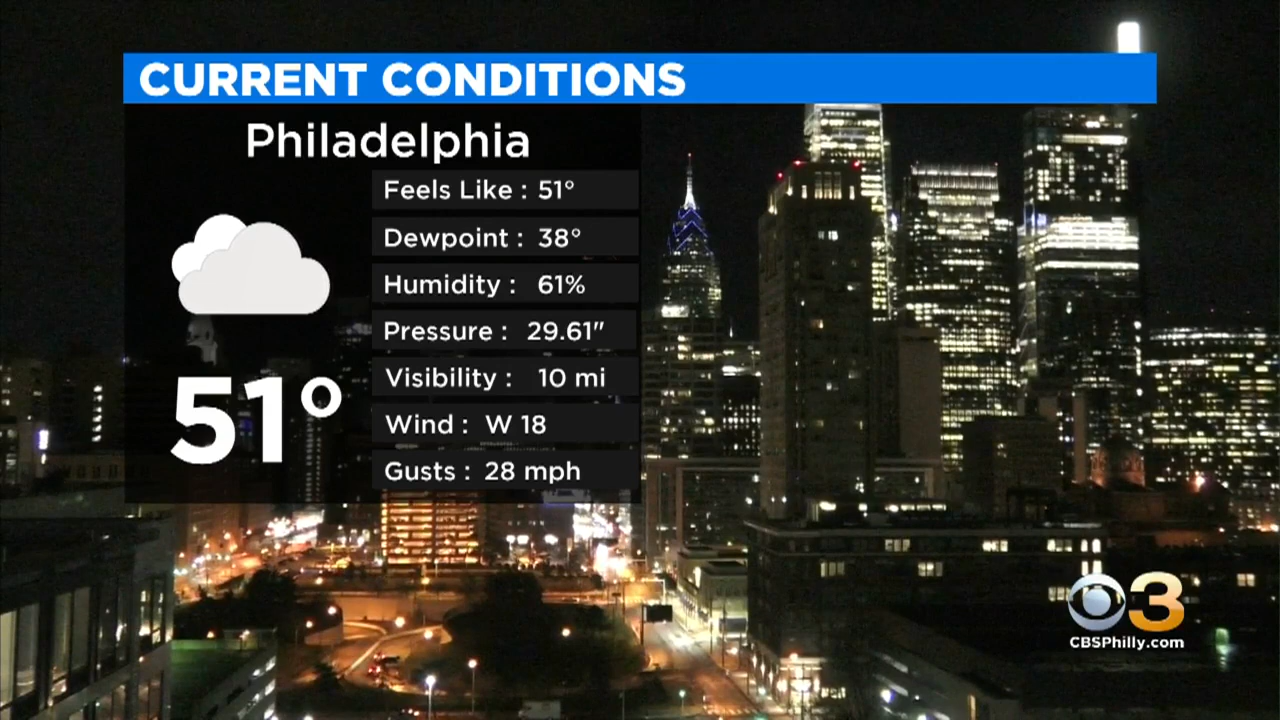 CURRENT CONDITIONS
Philadelphia
51°
Feels Like : 51°
Dewpoint : 38°
Humidity : 61%
Pressure : 29.61"
Visibility : 10 mi
Wind : W 18
Gusts : 28 mph
3
CBSPhilly.com